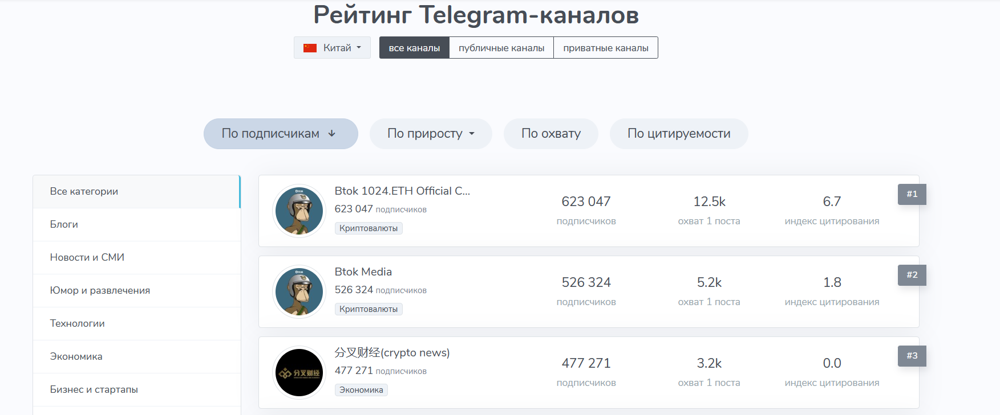 Рейтинг Telegram-каналов
Китай
все каналы
публичные каналы
приватные каналы
По подписчикам
По приросту
По охвату
По цитируемости
Все категории
Блоги
Новости и СМИ
Юмор и развлечения
Технологии
Экономика
Бизнес и стартапы
Btok 1024.ETH Official C...
623 047 подписчиков
Криптовалюты
623 047
подписчиков
12.5k
охват 1 поста
6.7
индекс цитирования
#1
Btok Media
526 324 подписчиков
Криптовалюты
526 324
подписчиков
5.2k
охват 1 поста
1.8
индекс цитирования
#2
分叉财经
分叉财经(crypto news)
477 271 подписчиков
Экономика
477 271
подписчиков
3.2k
охват 1 поста
0.0
индекс цитирования
#3